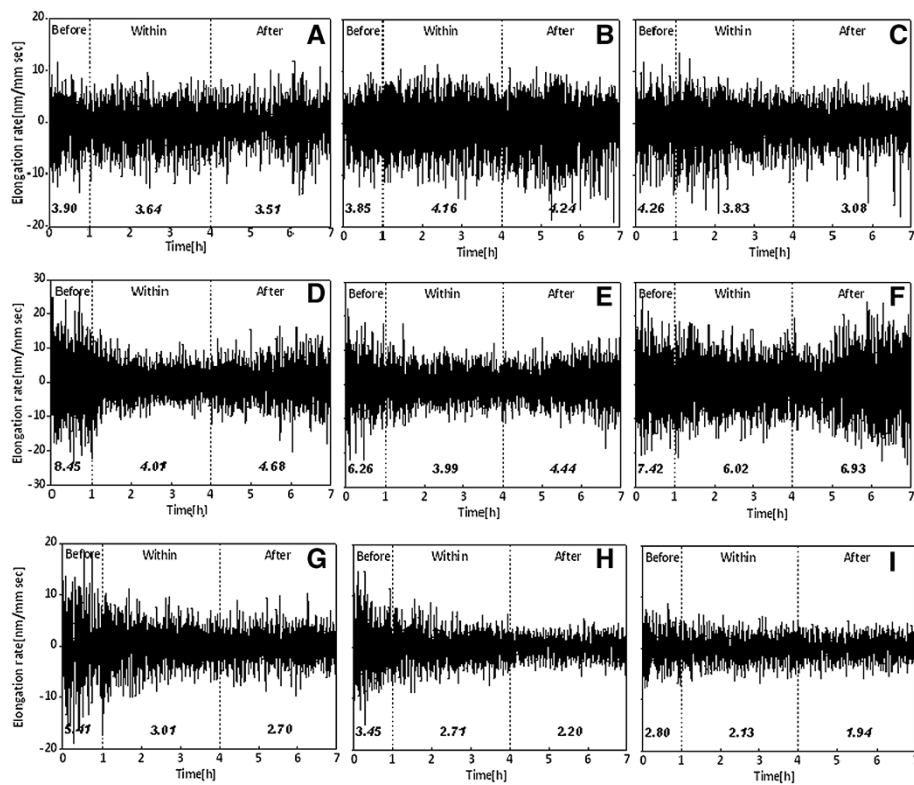 20 Before Within After A Before Within After B Before Within After C
10
0
-10
-20
Elongation rate[nm/mm sec]
3.90 3.64 3.51 3.85 4.16 4.24 4.26 3.83 3.08
0 1 2 3 4 5 6 7 0 1 2 3 4 5 6 7 0 1 2 3 4 5 6 7
Time[h] Time[h] Time[h]
30 Before Within After D Before Within After E Before Within After F
20
10
0
-10
-20
-30
Elongation rate[nm/mm sec]
8.45 4.01 4.68 6.26 3.99 4.44 7.42 6.02 6.93
0 1 2 3 4 5 6 7 0 1 2 3 4 5 6 7 0 1 2 3 4 5 6 7
Time[h] Time[h] Time[h]
20 Before Within After G Before Within After H Before Within After I
10
0
-10
-20
Elongation rate[nm/mm sec]
5.41 3.01 2.70 3.45 2.71 2.20 2.80 2.13 1.94
0 1 2 3 4 5 6 7 0 1 2 3 4 5 6 7 0 1 2 3 4 5 6 7
Time[h] Time[h] Time[h]